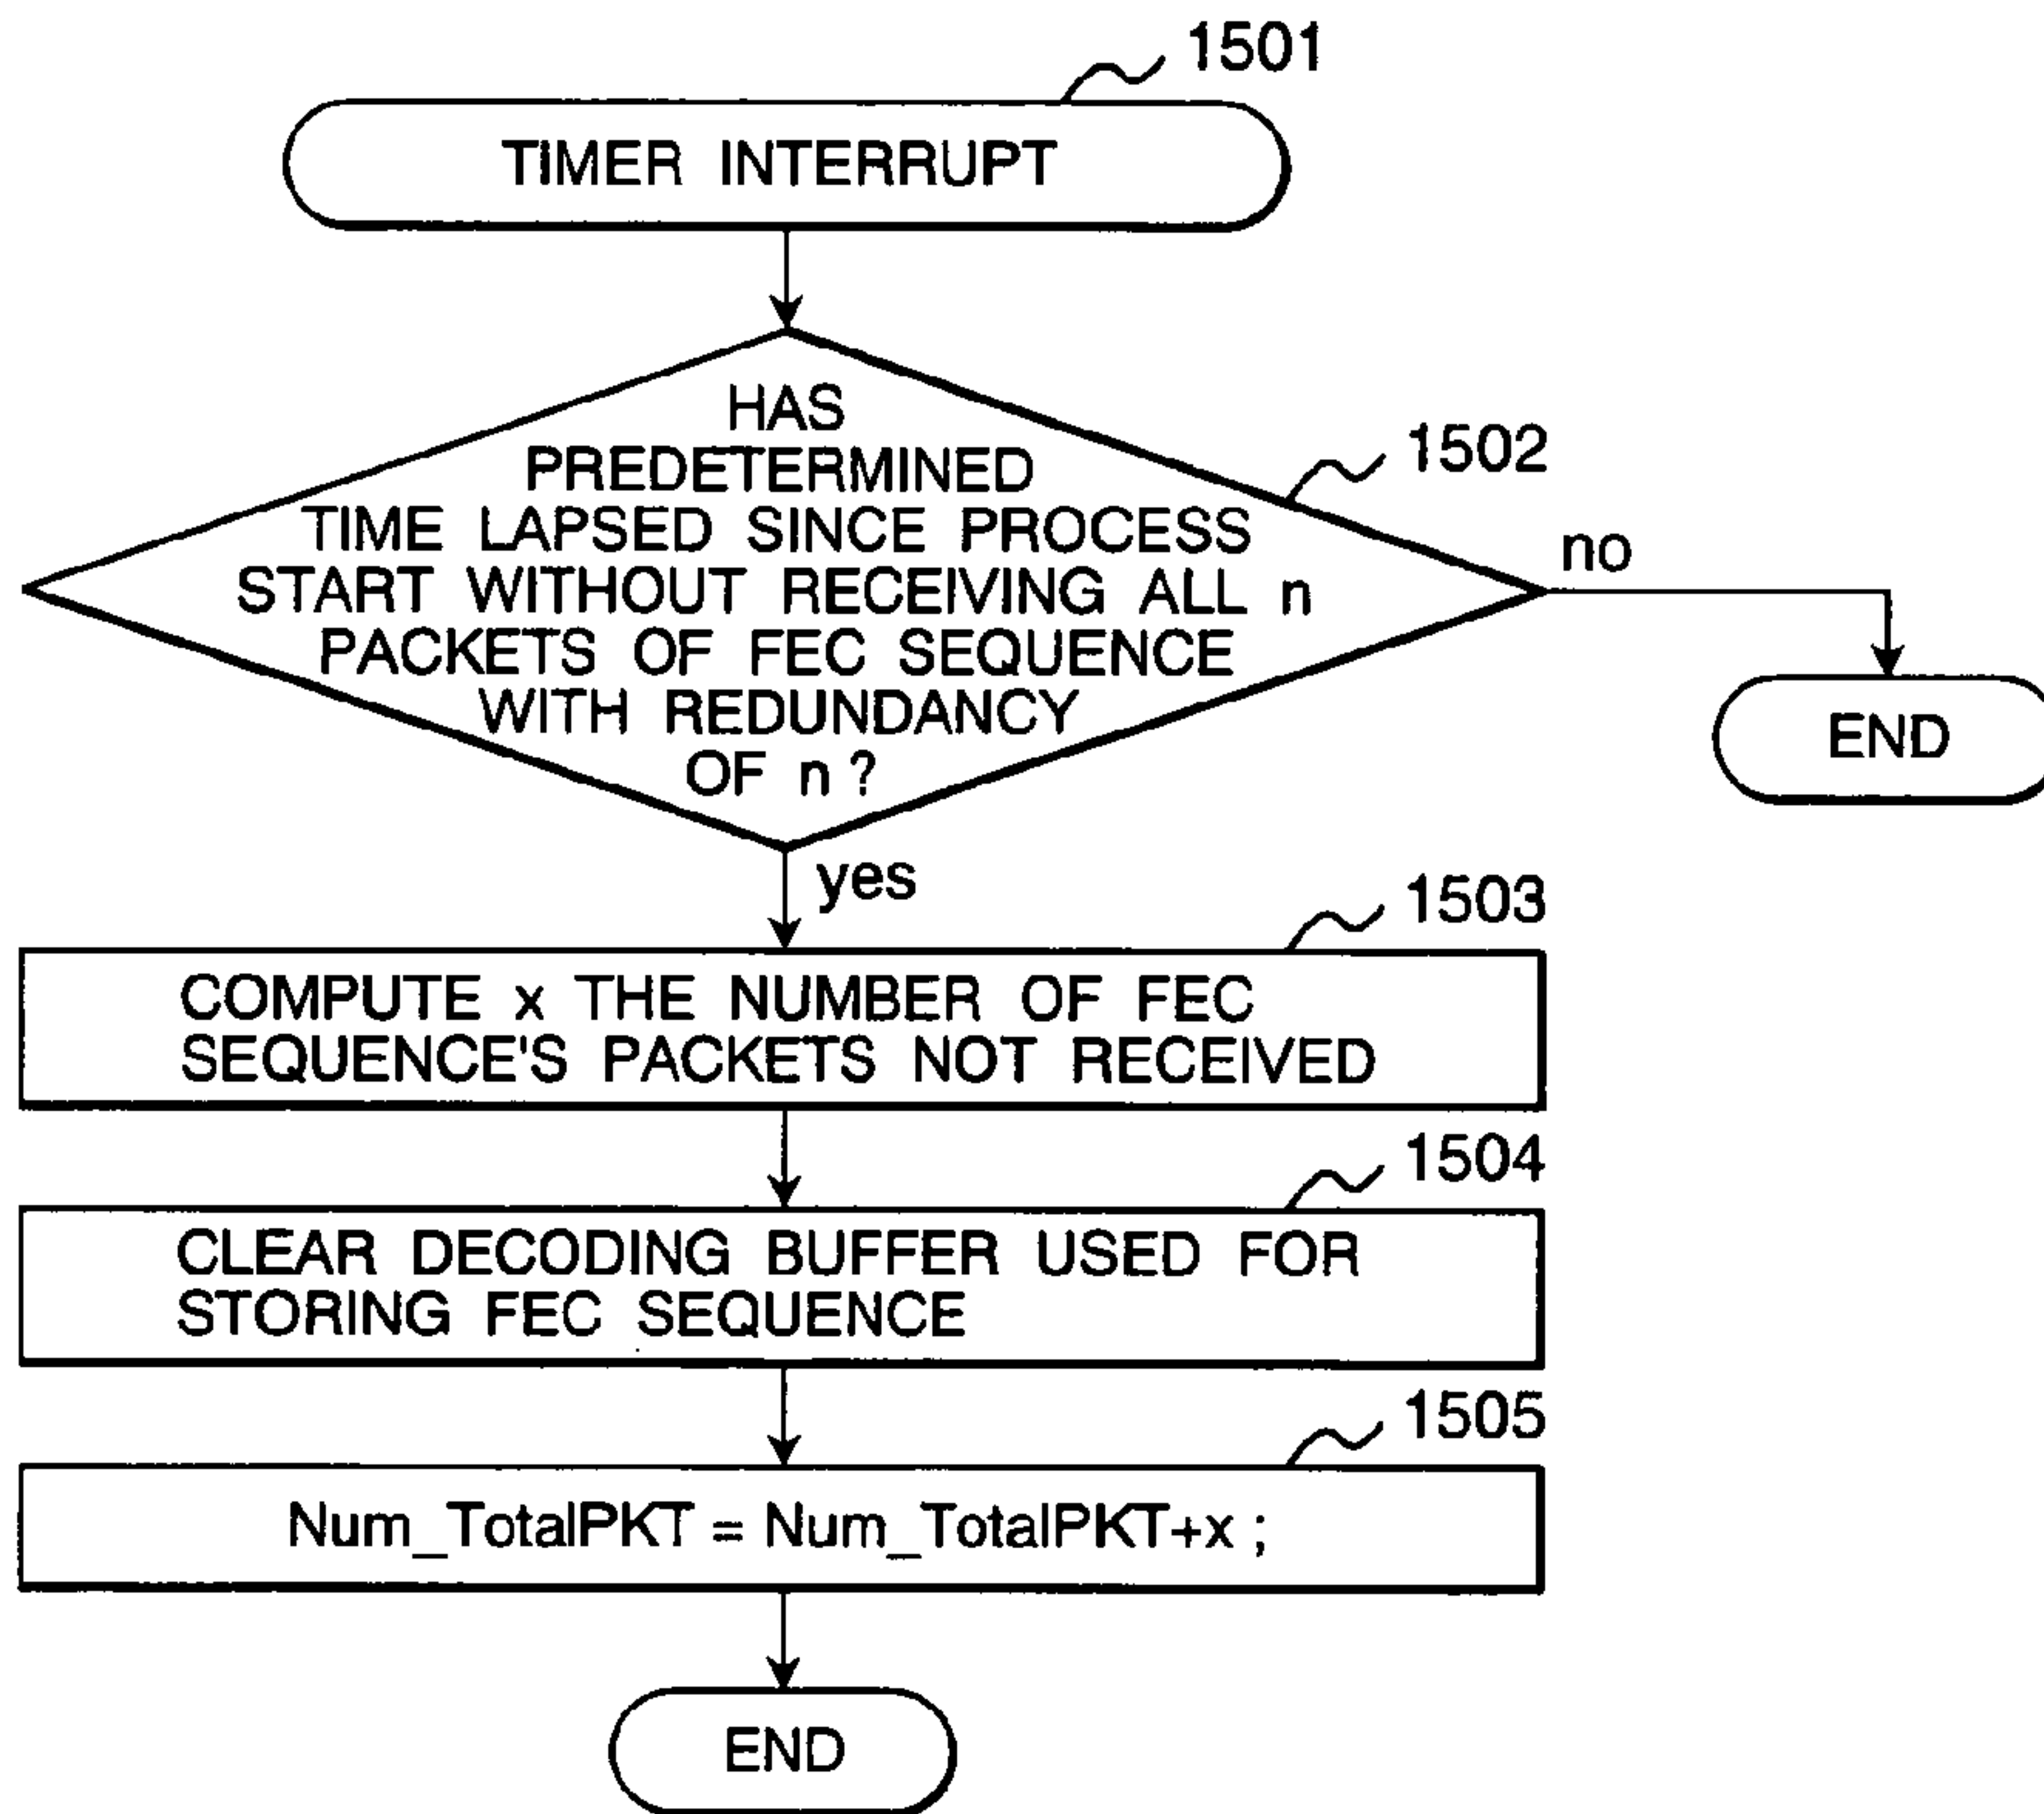 1501
TIMER INTERRUPT
HAS
PREDETERMINED
TIME LAPSED SINCE PROCESS
START WITHOUT RECEIVING ALL n
PACKETS OF FEC SEQUENCE
WITH REDUNDANCY
OF n ?
1502
no
END
yes
1503
COMPUTE x THE NUMBER OF FEC
SEQUENCE'S PACKETS NOT RECEIVED
1504
CLEAR DECODING BUFFER USED FOR
STORING FEC SEQUENCE
1505
Num_TotalPKT = Num_TotalPKT+x ;
END